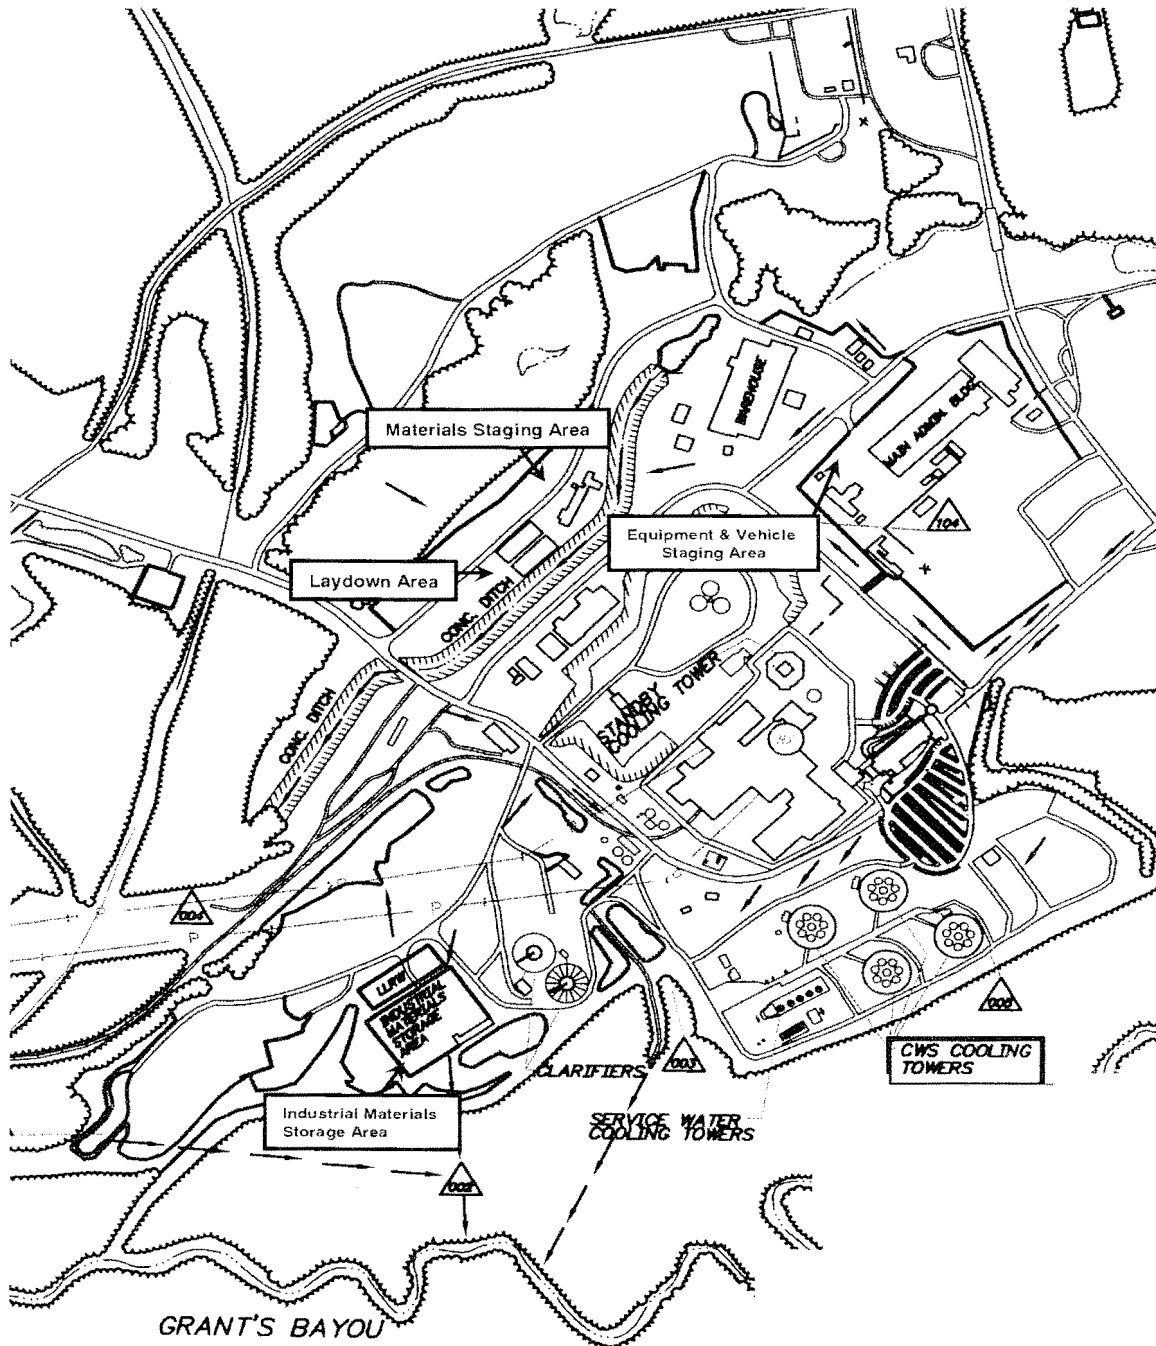 WAREHOUSE
MAIN ADMIN. BLDG.
Materials Staging Area
104
Equipment & Vehicle
Staging Area
Laydown Area
CONC. DITCH
STANDBY
COOLING TOWER
CONC. DITCH
004
P
P
LLRW
INDUSTRIAL
MATERIALS
STORAGE
AREA
CWS COOLING
TOWERS
CLARIFIERS
003
Industrial Materials
Storage Area
SERVICE WATER
COOLING TOWERS
002
GRANT'S BAYOU